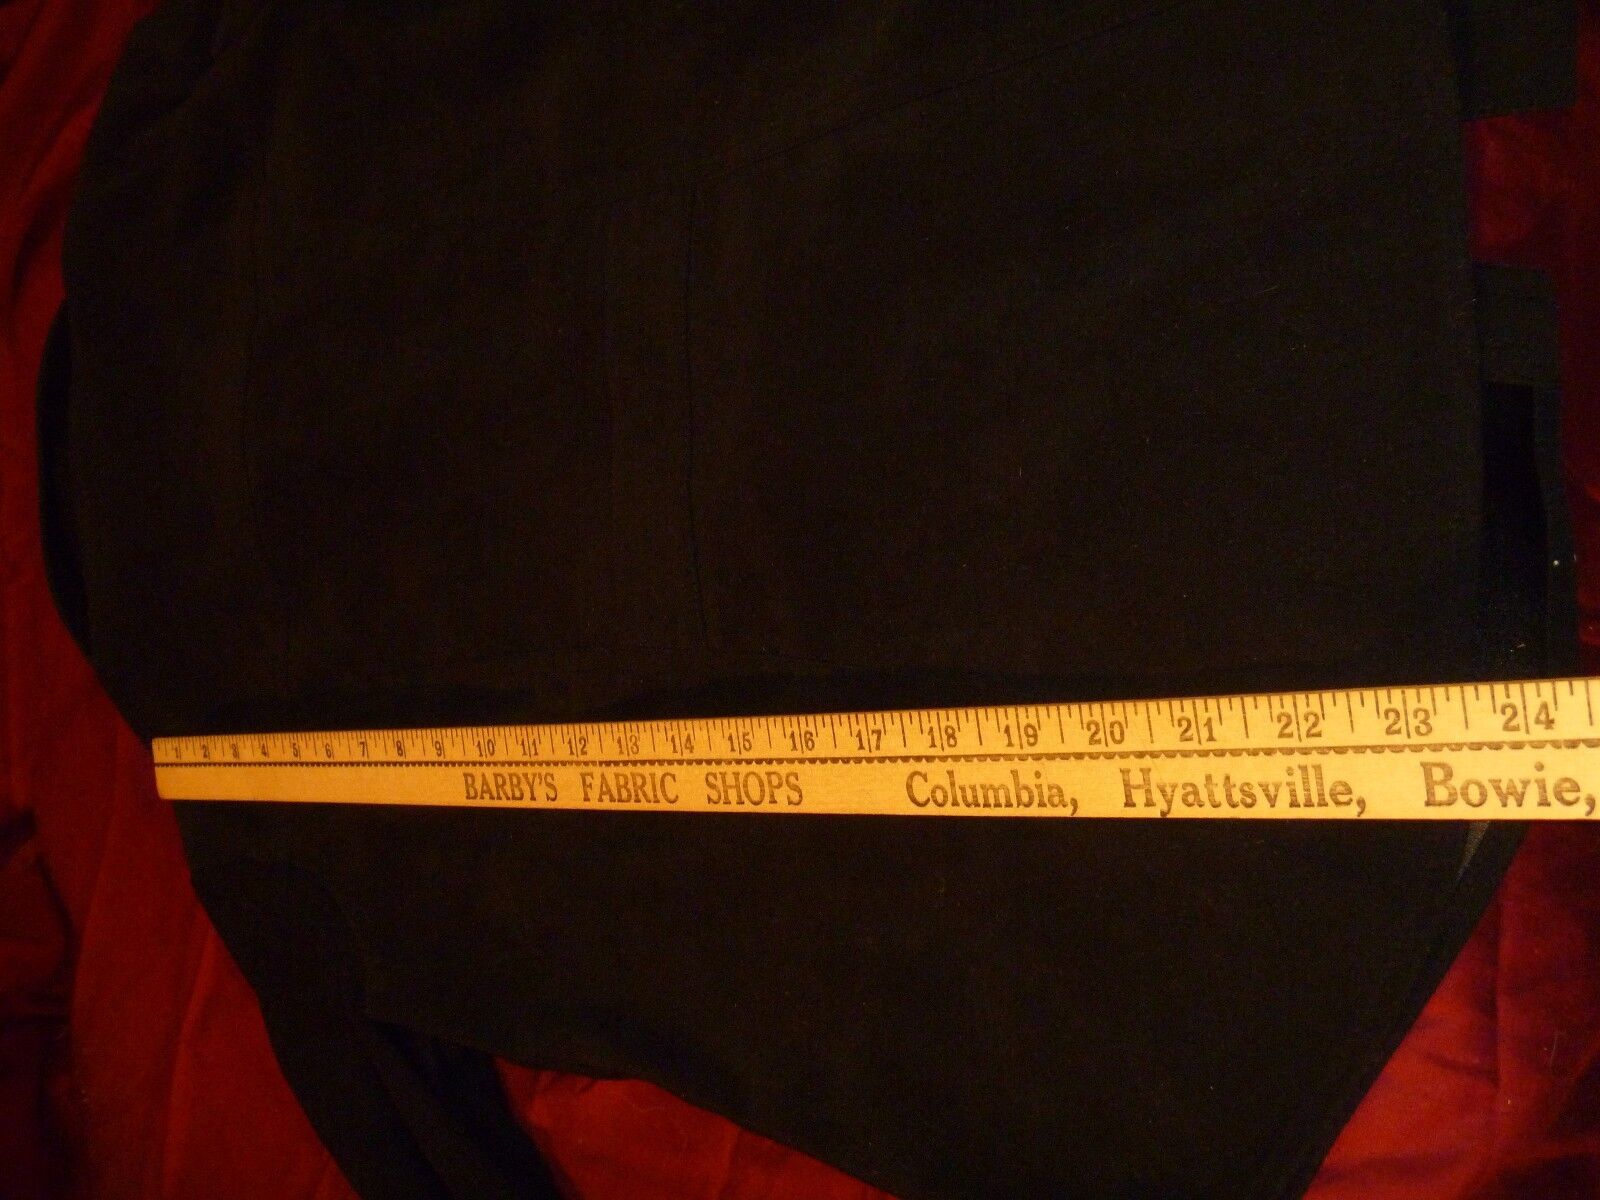 1 2 3 4 5 6 7 8 9 10 11 12 13 14 15 16 17 18 19 20 21 22 23 24
BARBY'S FABRIC SHOPS Columbia, Hyattsville, Bowie,